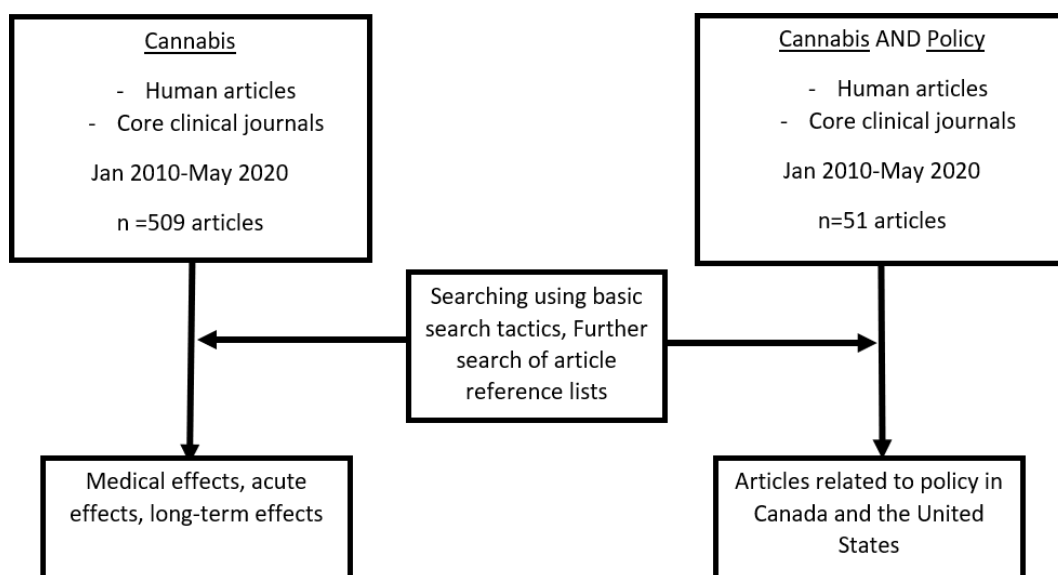 Cannabis
- Human articles
- Core clinical journals
Jan 2010-May 2020
n =509 articles
Cannabis AND Policy
- Human articles
- Core clinical journals
Jan 2010-May 2020
n=51 articles
Searching using basic
search tactics, Further
search of article
reference lists
Medical effects, acute
effects, long-term effects
Articles related to policy in
Canada and the United
States